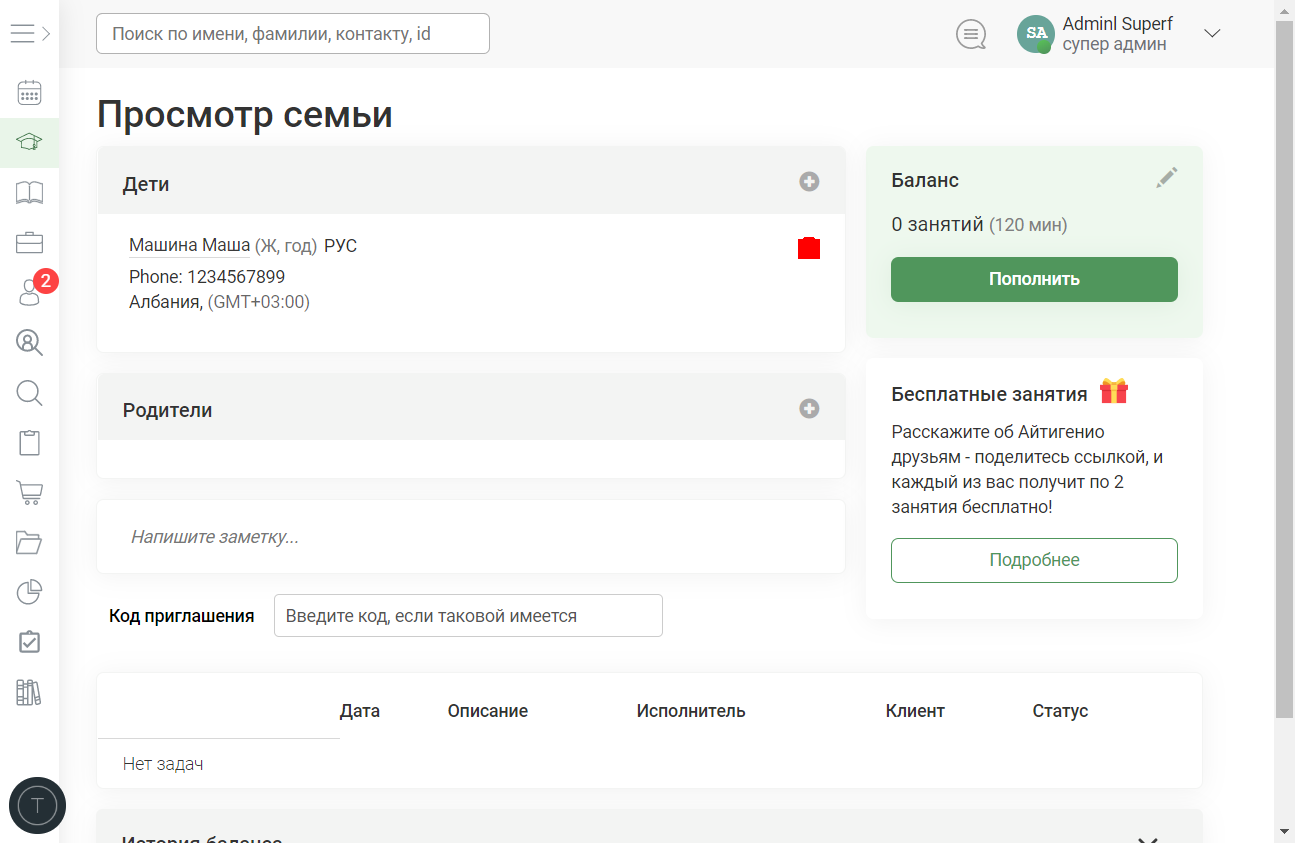 Поиск по имени, фамилии, контакту, id
SA
Adminl Superf
супер админ
Просмотр семьи
Дети
Машина Маша (Ж, год) РУС
Phone: 1234567899
Албания, (GMT+03:00)
Баланс
0 занятий (120 мин)
Пополнить
2
Родители
Бесплатные занятия
Расскажите об Айтигенио
друзьям - поделитесь ссылкой, и
каждый из вас получит по 2
занятия бесплатно!
Подробнее
Напишите заметку...
Код приглашения
Введите код, если таковой имеется
Дата Описание Исполнитель Клиент Статус
Нет задач
T
История баланса